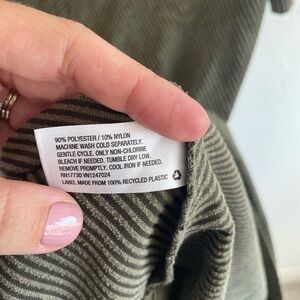 90% POLYESTER / 10% NYLON
MACHINE WASH COLD SEPARATELY.
GENTLE CYCLE. ONLY NON-CHLORINE
BLEACH IF NEEDED. TUMBLE DRY LOW.
REMOVE PROMPTLY. COOL IRON IF NEEDED.
RN17730 VN1247024
LABEL MADE FROM 100% RECYCLED PLASTIC